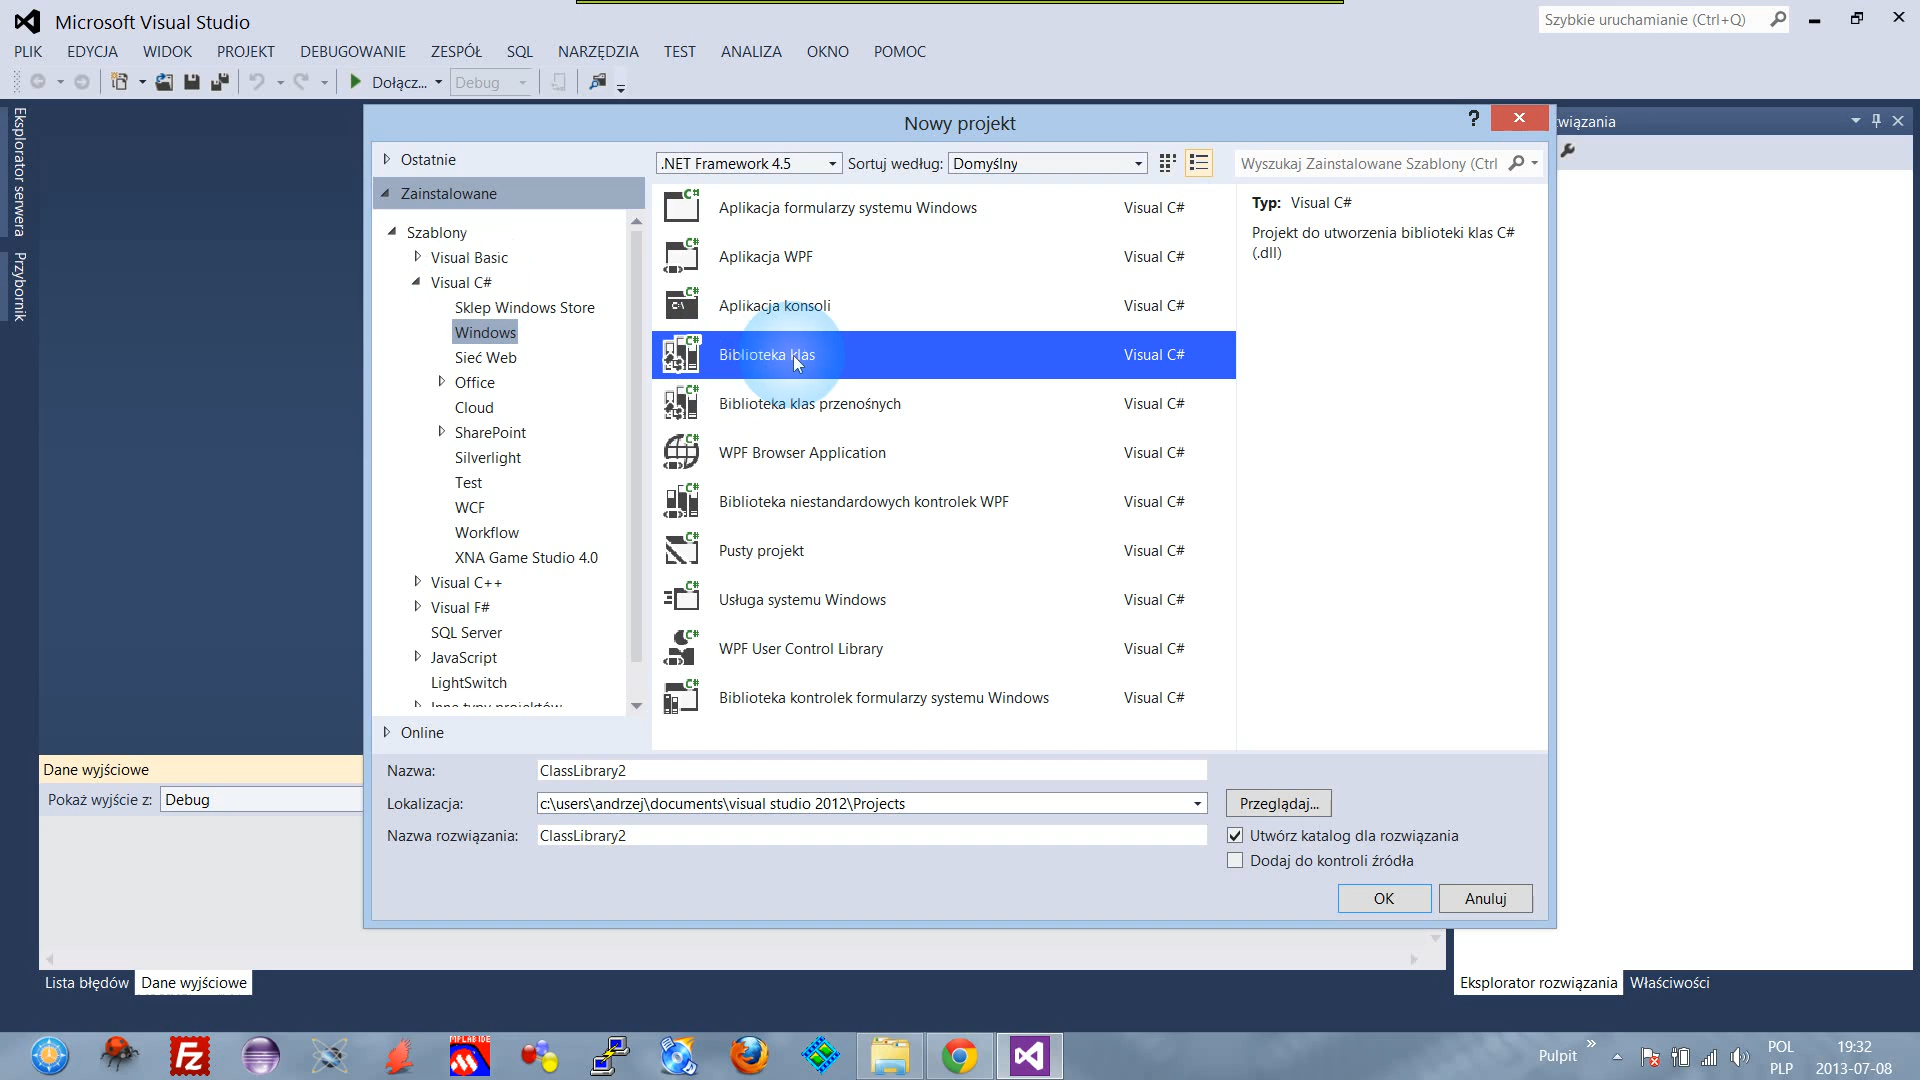 Microsoft Visual Studio
Szybkie uruchamianie (Ctrl+Q)
PLIK EDYCJA WIDOK PROJEKT DEBUGOWANIE ZESPÓŁ SQL NARZĘDZIA TEST ANALIZA OKNO POMOC
Dołącz... Debug
Eksplorator serwera
Przybornik
Nowy projekt
?
wiązania
Ostatnie
.NET Framework 4.5 Sortuj według: Domyślny
Wyszukaj Zainstalowane Szablony (Ctrl
Zainstalowane
Szablony
Visual Basic
Visual C#
Sklep Windows Store
Windows
Sieć Web
Office
Cloud
SharePoint
Silverlight
Test
WCF
Workflow
XNA Game Studio 4.0
Visual C++
Visual F#
SQL Server
JavaScript
LightSwitch
Inne typy projektów
Online
Aplikacja formularzy systemu Windows Visual C#
Aplikacja WPF Visual C#
Aplikacja konsoli Visual C#
Biblioteka klas Visual C#
Biblioteka klas przenośnych Visual C#
WPF Browser Application Visual C#
Biblioteka niestandardowych kontrolek WPF Visual C#
Pusty projekt Visual C#
Usługa systemu Windows Visual C#
WPF User Control Library Visual C#
Biblioteka kontrolek formularzy systemu Windows Visual C#
Typ: Visual C#
Projekt do utworzenia biblioteki klas C#
(.dll)
Nazwa: ClassLibrary2
Lokalizacja: c:\users\andrzej\documents\visual studio 2012\Projects Przeglądaj...
Nazwa rozwiązania: ClassLibrary2
Utwórz katalog dla rozwiązania
Dodaj do kontroli źródła
OK Anuluj
Dane wyjściowe
Pokaż wyjście z: Debug
Lista błędów Dane wyjściowe
Eksplorator rozwiązania Właściwości
MPLAB IDE
Pulpit
»
POL
PLP
19:32
2013-07-08